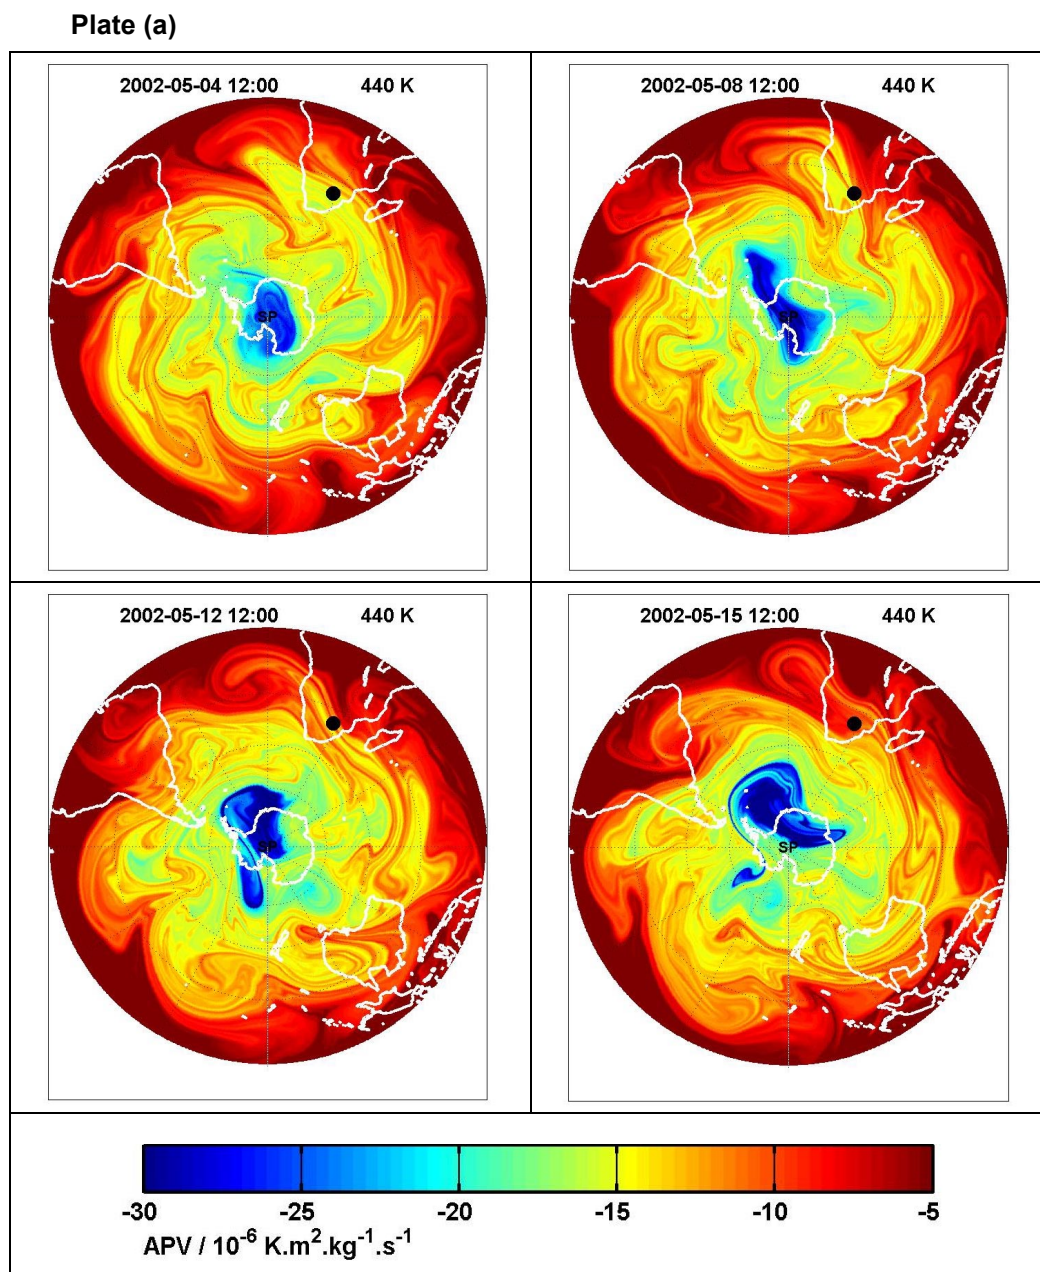 Plate (a)
2002-05-04 12:00 440 K
SP
2002-05-08 12:00 440 K
SP
2002-05-12 12:00 440 K
SP
2002-05-15 12:00 440 K
SP
-30 -25 -20 -15 -10 -5
APV / 10⁻⁶ K.m².kg⁻¹.s⁻¹